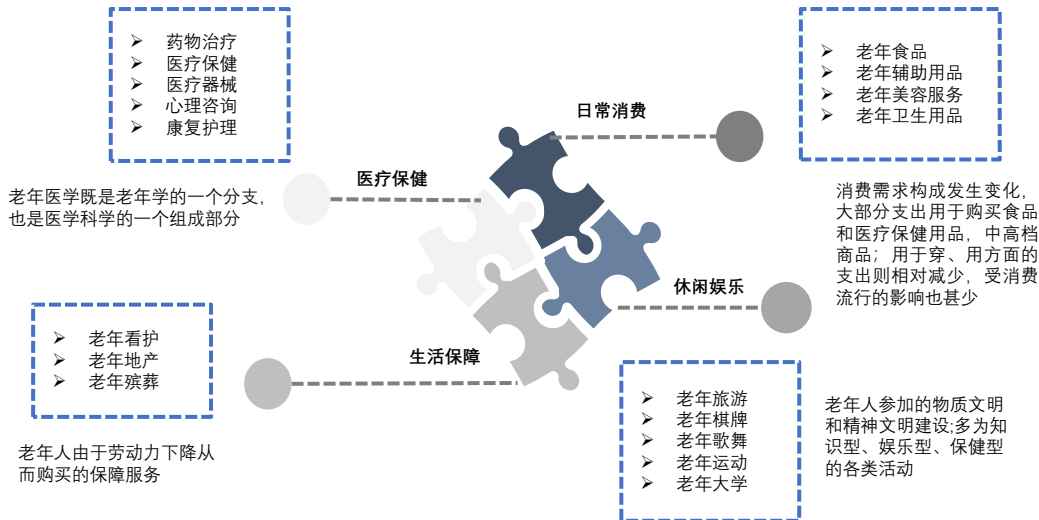 药物治疗
医疗保健
医疗器械
心理咨询
康复护理
医疗保健
老年医学既是老年学的一个分支，
也是医学科学的一个组成部分
日常消费
老年食品
老年辅助用品
老年美容服务
老年卫生用品
消费需求构成发生变化，
大部分支出用于购买食品
和医疗保健用品，中高档
商品；用于穿、用方面的
支出则相对减少，受消费
流行的影响也甚少
老年看护
老年地产
老年殡葬
生活保障
老年人由于劳动力下降从
而购买的保障服务
休闲娱乐
老年旅游
老年棋牌
老年歌舞
老年运动
老年大学
老年人参加的物质文明
和精神文明建设;多为知
识型、娱乐型、保健型
的各类活动